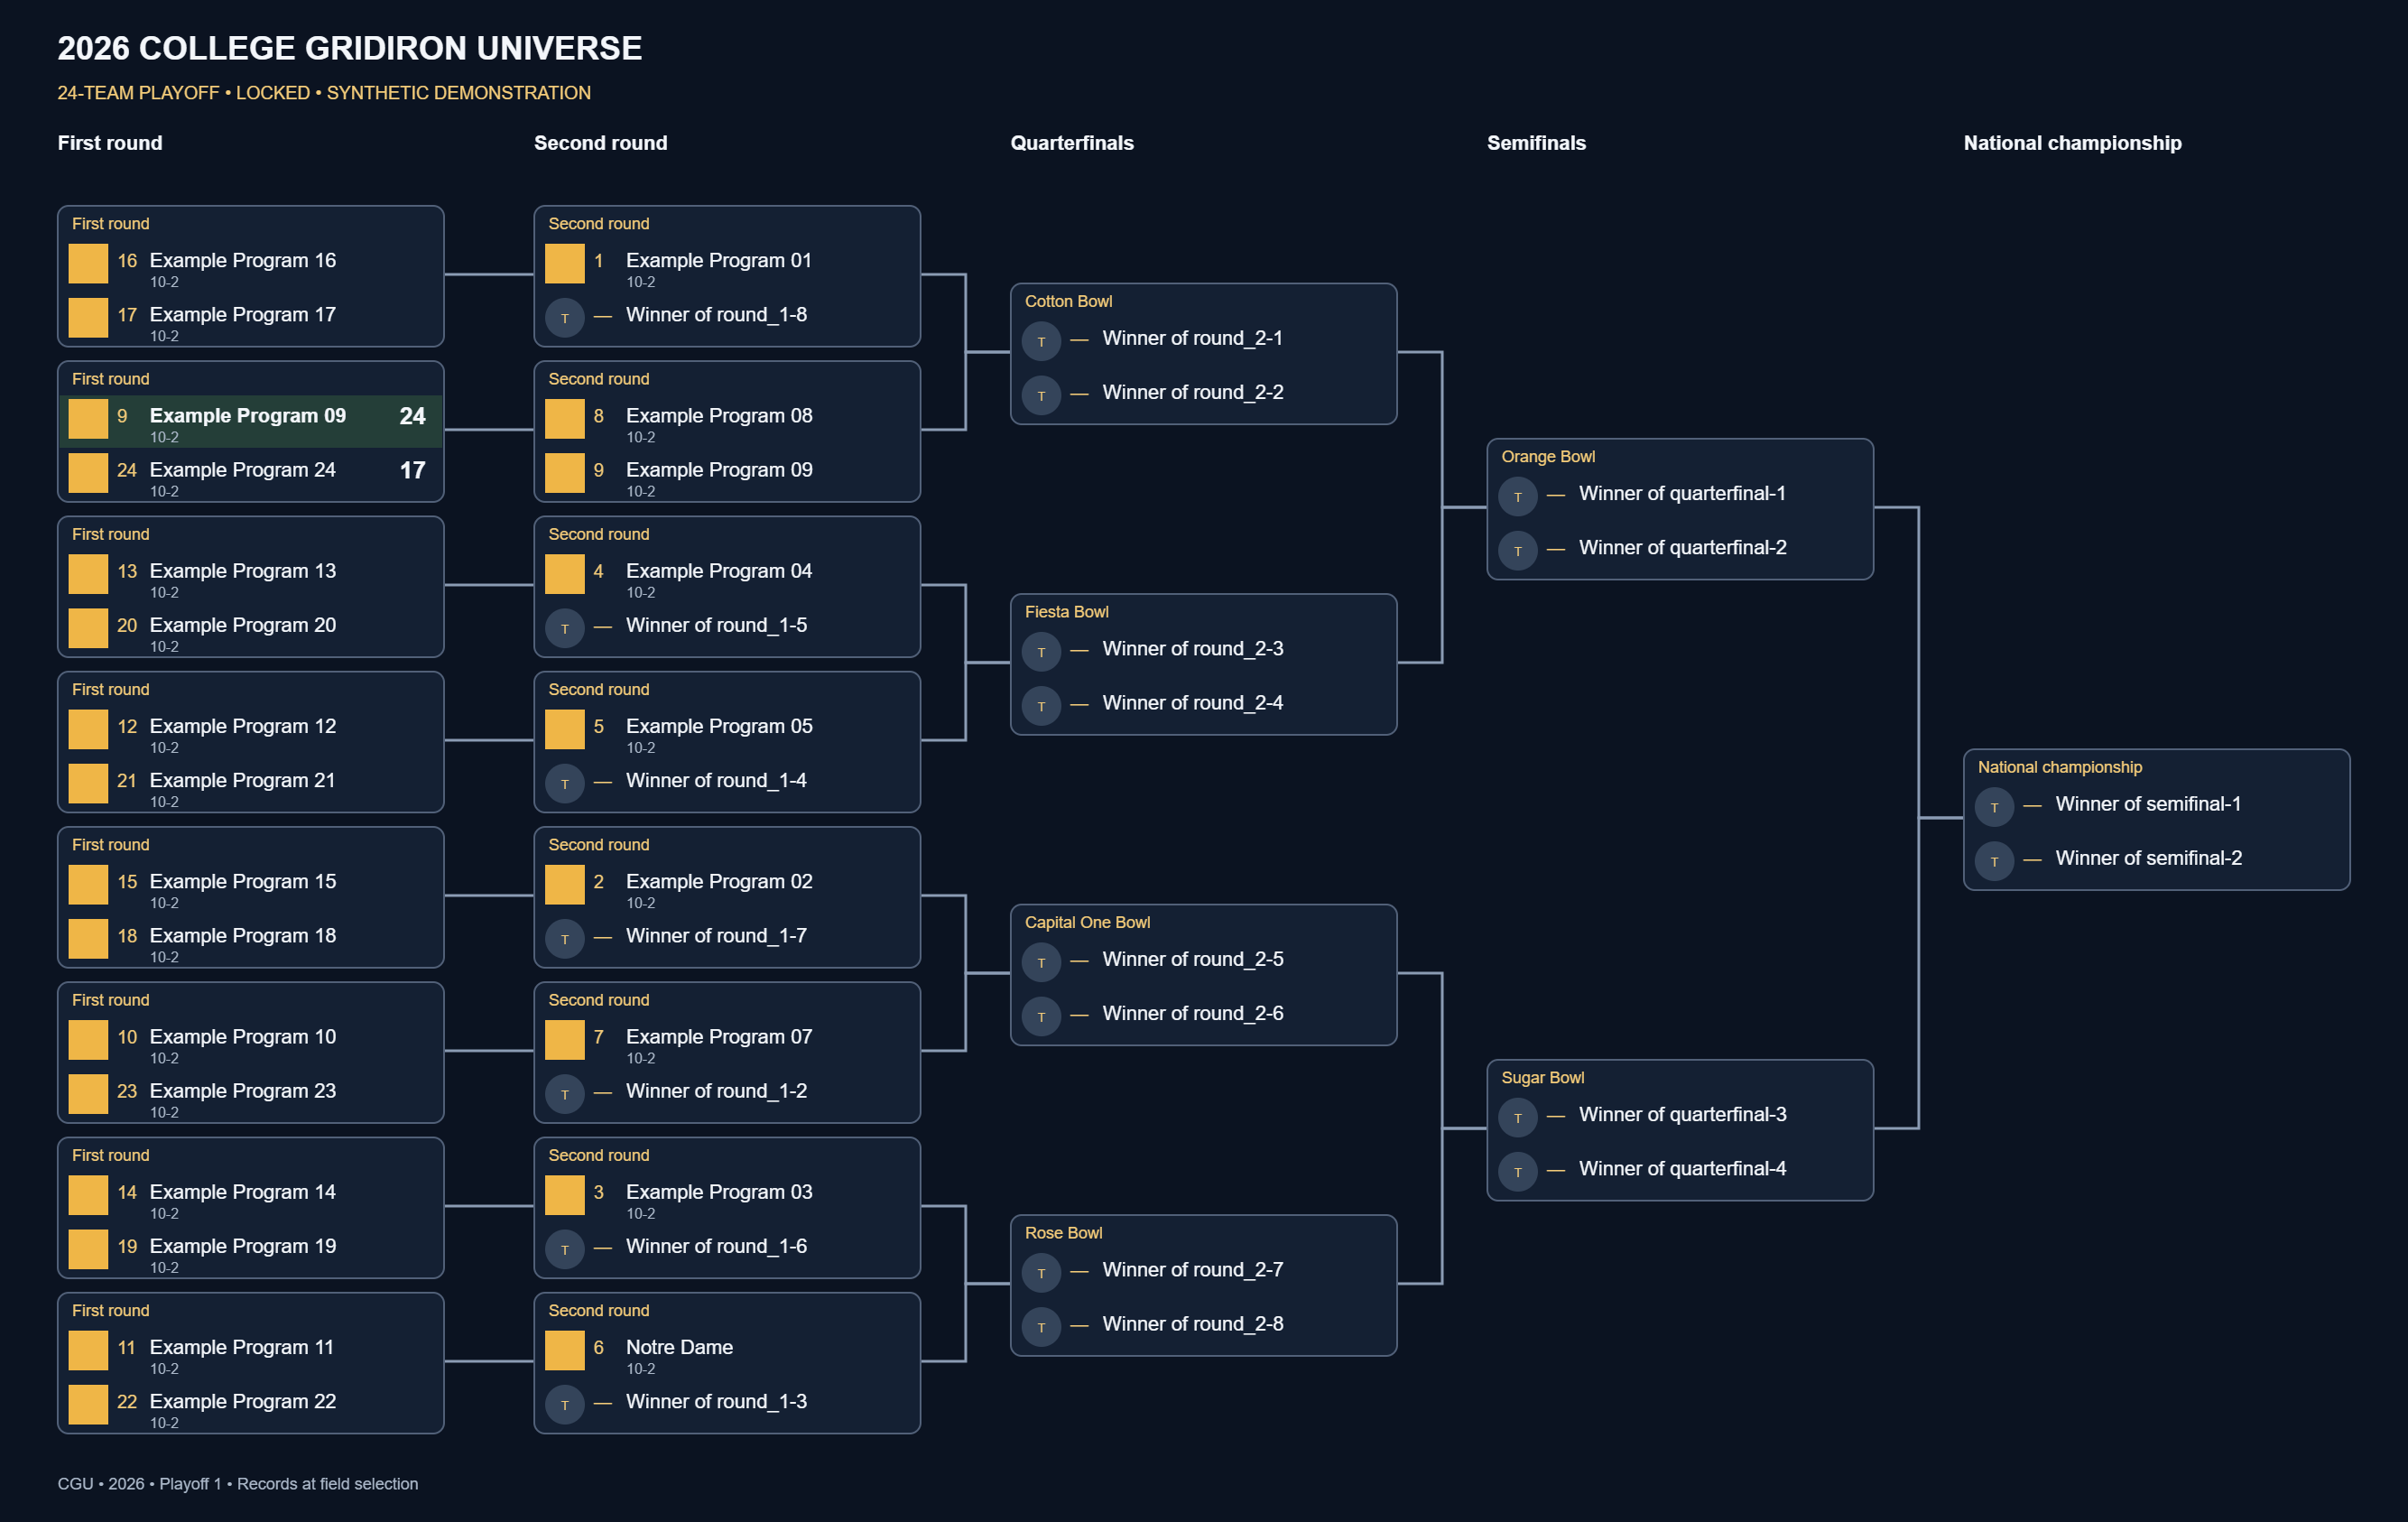 2026 COLLEGE GRIDIRON UNIVERSE
24-TEAM PLAYOFF • LOCKED • SYNTHETIC DEMONSTRATION
First round
Second round
Quarterfinals
Semifinals
National championship
First round
16 Example Program 16
10-2
17 Example Program 17
10-2
First round
9 Example Program 09 24
10-2
24 Example Program 24 17
10-2
First round
13 Example Program 13
10-2
20 Example Program 20
10-2
First round
12 Example Program 12
10-2
21 Example Program 21
10-2
First round
15 Example Program 15
10-2
18 Example Program 18
10-2
First round
10 Example Program 10
10-2
23 Example Program 23
10-2
First round
14 Example Program 14
10-2
19 Example Program 19
10-2
First round
11 Example Program 11
10-2
22 Example Program 22
10-2
Second round
1 Example Program 01
10-2
T — Winner of round_1-8
Second round
8 Example Program 08
10-2
9 Example Program 09
10-2
Second round
4 Example Program 04
10-2
T — Winner of round_1-5
Second round
5 Example Program 05
10-2
T — Winner of round_1-4
Second round
2 Example Program 02
10-2
T — Winner of round_1-7
Second round
7 Example Program 07
10-2
T — Winner of round_1-2
Second round
3 Example Program 03
10-2
T — Winner of round_1-6
Second round
6 Notre Dame
10-2
T — Winner of round_1-3
Cotton Bowl
T — Winner of round_2-1
T — Winner of round_2-2
Fiesta Bowl
T — Winner of round_2-3
T — Winner of round_2-4
Capital One Bowl
T — Winner of round_2-5
T — Winner of round_2-6
Rose Bowl
T — Winner of round_2-7
T — Winner of round_2-8
Orange Bowl
T — Winner of quarterfinal-1
T — Winner of quarterfinal-2
Sugar Bowl
T — Winner of quarterfinal-3
T — Winner of quarterfinal-4
National championship
T — Winner of semifinal-1
T — Winner of semifinal-2
CGU • 2026 • Playoff 1 • Records at field selection